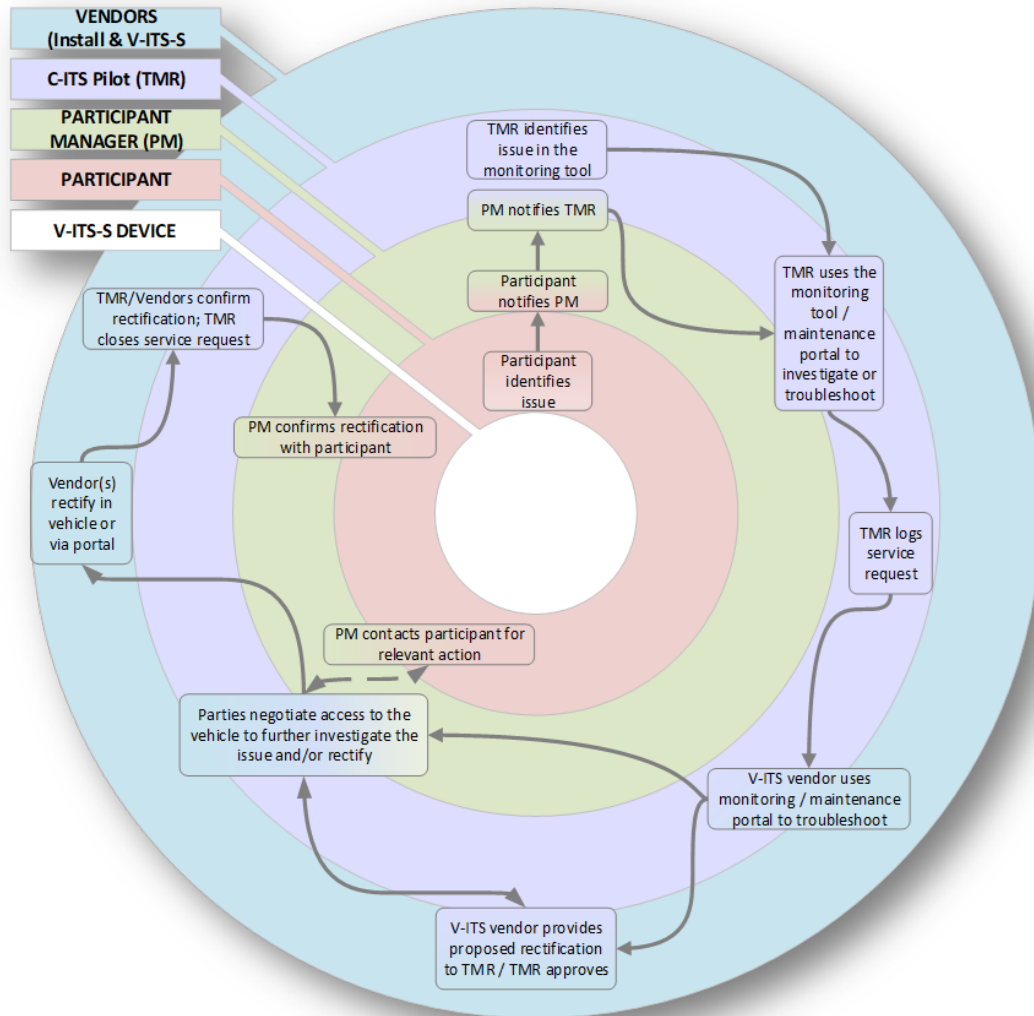 VENDORS
(Install & V-ITS-S
C-ITS Pilot (TMR)
PARTICIPANT
MANAGER (PM)
PARTICIPANT
V-ITS-S DEVICE
TMR identifies
issue in the
monitoring tool
PM notifies TMR
Participant
notifies PM
Participant
identifies
issue
TMR uses the
monitoring
tool /
maintenance
portal to
investigate or
troubleshoot
TMR logs
service
request
V-ITS vendor uses
monitoring / maintenance
portal to troubleshoot
V-ITS vendor provides
proposed rectification
to TMR / TMR approves
Parties negotiate access to the
vehicle to further investigate the
issue and/or rectify
PM contacts participant for
relevant action
Vendor(s)
rectify in
vehicle or
via portal
TMR/Vendors confirm
rectification; TMR
closes service request
PM confirms rectification
with participant